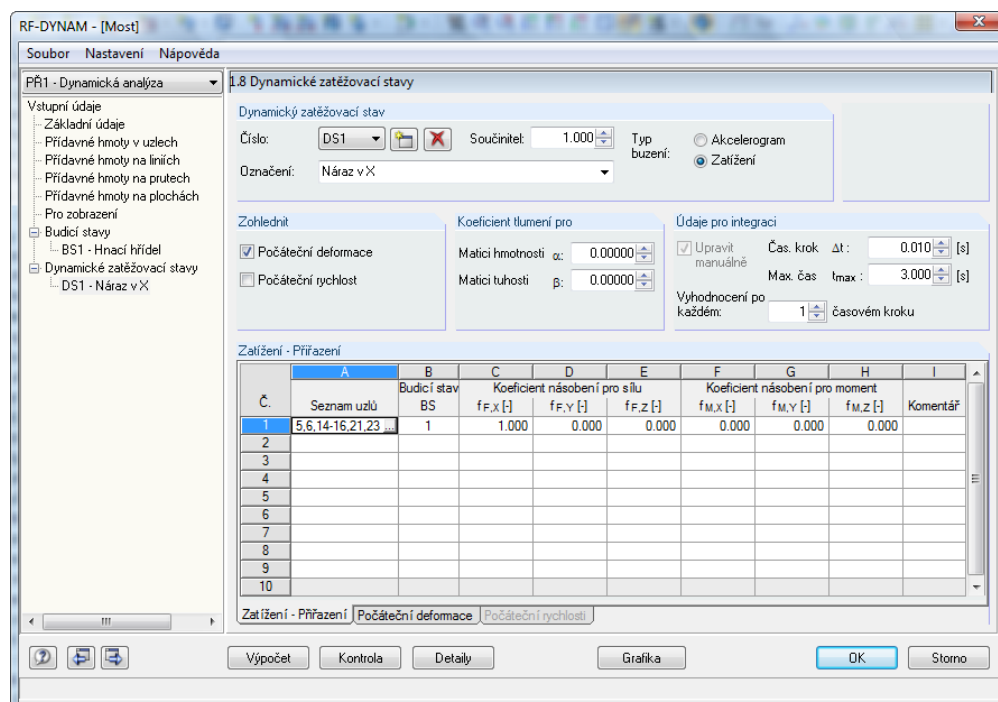 RF-DYNAM - [Most]
Soubor Nastavení Nápověda
PŘ1 - Dynamická analýza
Vstupní údaje
Základní údaje
Přídavné hmoty v uzlech
Přídavné hmoty na liniích
Přídavné hmoty na prutech
Přídavné hmoty na plochách
Pro zobrazení
Budicí stavy
BS1 - Hnací hřídel
Dynamické zatěžovací stavy
DS1 - Náraz v X
1.8 Dynamické zatěžovací stavy
Dynamický zatěžovací stav
Číslo: DS1 Součinitel: 1.000 Typ buzení: Akcelerogram
Zatížení
Označení: Náraz v X
Zohlednit
Počáteční deformace
Počáteční rychlost
Koeficient tlumení pro
Matici hmotnosti α: 0.00000
Matici tuhosti β: 0.00000
Údaje pro integraci
Upravit manuálně
Čas. krok Δt : 0.010 [s]
Max. čas tmax : 3.000 [s]
Vyhodnocení po každém: 1 časovém kroku
Zatížení - Přiřazení
A B C D E F G H I
Budicí stav Koeficient násobení pro sílu Koeficient násobení pro moment
Č. Seznam uzlů BS fF,X [-] fF,Y [-] fF,Z [-] fM,X [-] fM,Y [-] fM,Z [-] Komentář
1 5,6,14-16,21,23 ... 1 1.000 0.000 0.000 0.000 0.000 0.000
2
3
4
5
6
7
8
9
10
Zatížení - Přiřazení Počáteční deformace Počáteční rychlosti
Výpočet Kontrola Detaily Grafika OK Storno